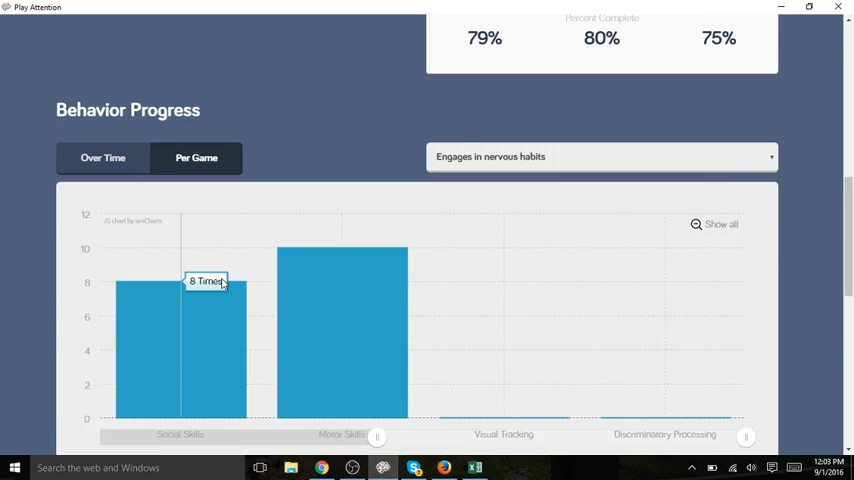 Play Attention
Percent Complete
79% 80% 75%
Behavior Progress
Over Time Per Game Engages in nervous habits
12
JS chart by amCharts
Show all
10
8 Times
8
6
4
2
0
Social Skills Motor Skills Visual Tracking Discriminatory Processing
Search the web and Windows
12:03 PM
9/1/2016